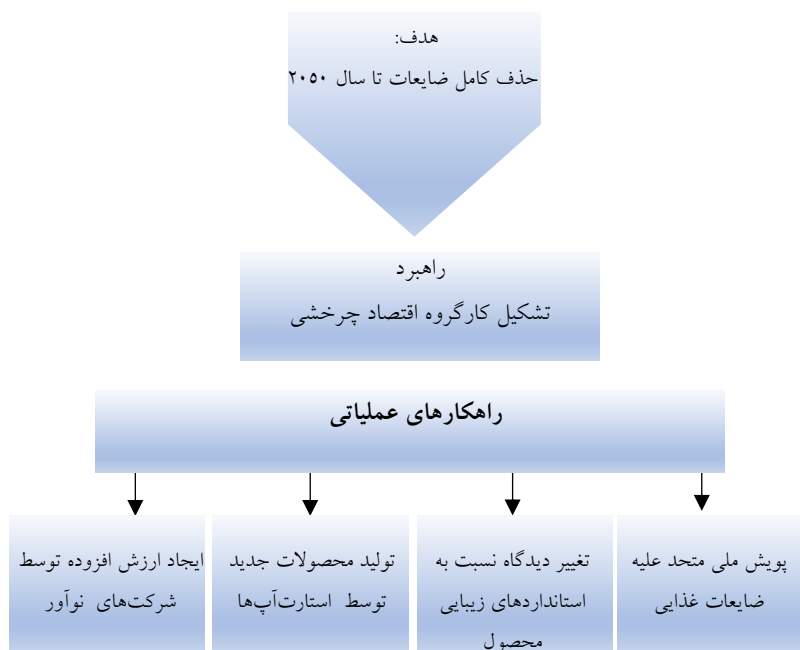 هدف:
حذف کامل ضایعات تا سال ۲۰۵۰
راهبرد
تشکیل کارگروه اقتصاد چرخشی
راهکارهای عملیاتی
پویش ملی متحد علیه
ضایعات غذایی
تغییر دیدگاه نسبت به
استانداردهای زیبایی
محصول
تولید محصولات جدید
توسط استارت‌آپ‌ها
ایجاد ارزش افزوده توسط
شرکت‌های نوآور